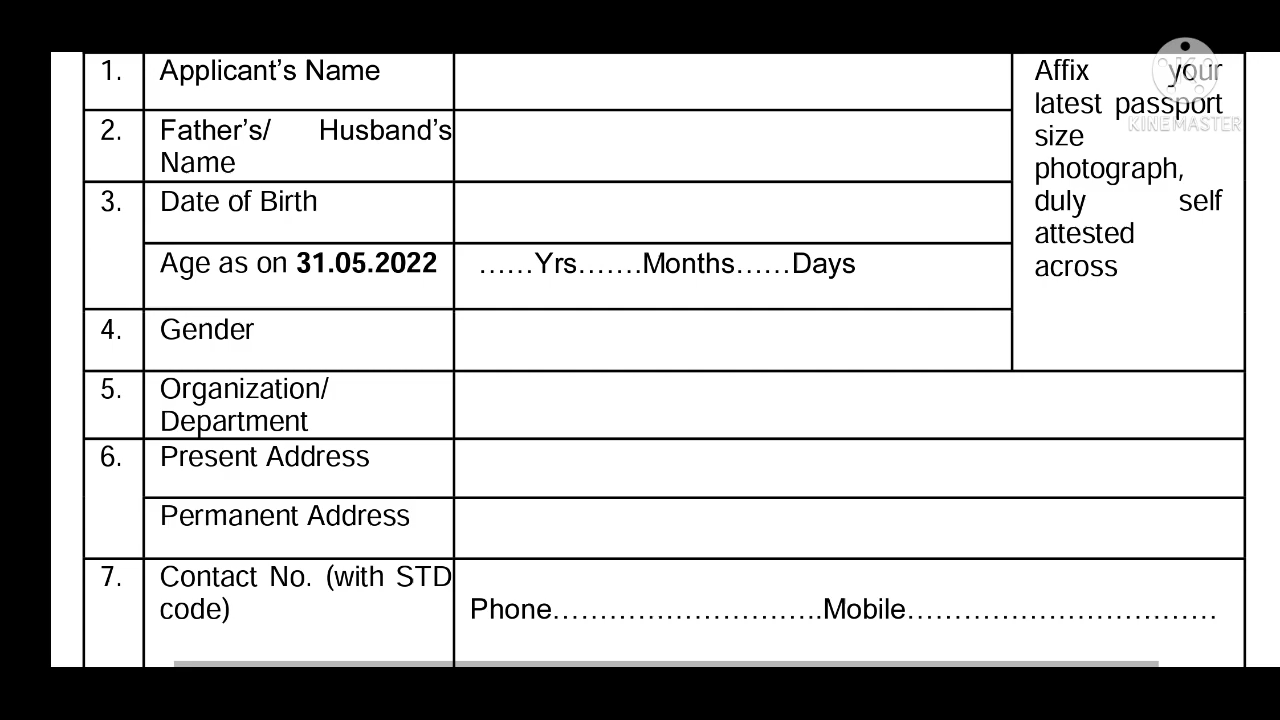 1. Applicant’s Name
2. Father’s/ Husband’s
Name
3. Date of Birth
Age as on 31.05.2022 ……Yrs…….Months……Days
4. Gender
Affix your
latest passport
size
photograph,
duly self
attested
across
KINEMASTER
5. Organization/
Department
6. Present Address
Permanent Address
7. Contact No. (with STD
code) Phone……………………….Mobile……………………………